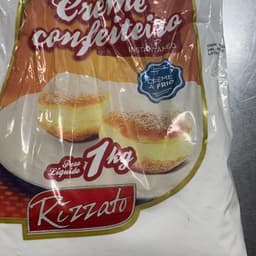 Creme
confeiteiro
INSTANTÂNEO
CREME
A FRIO
Peso
Líquido
1kg
Rizzato